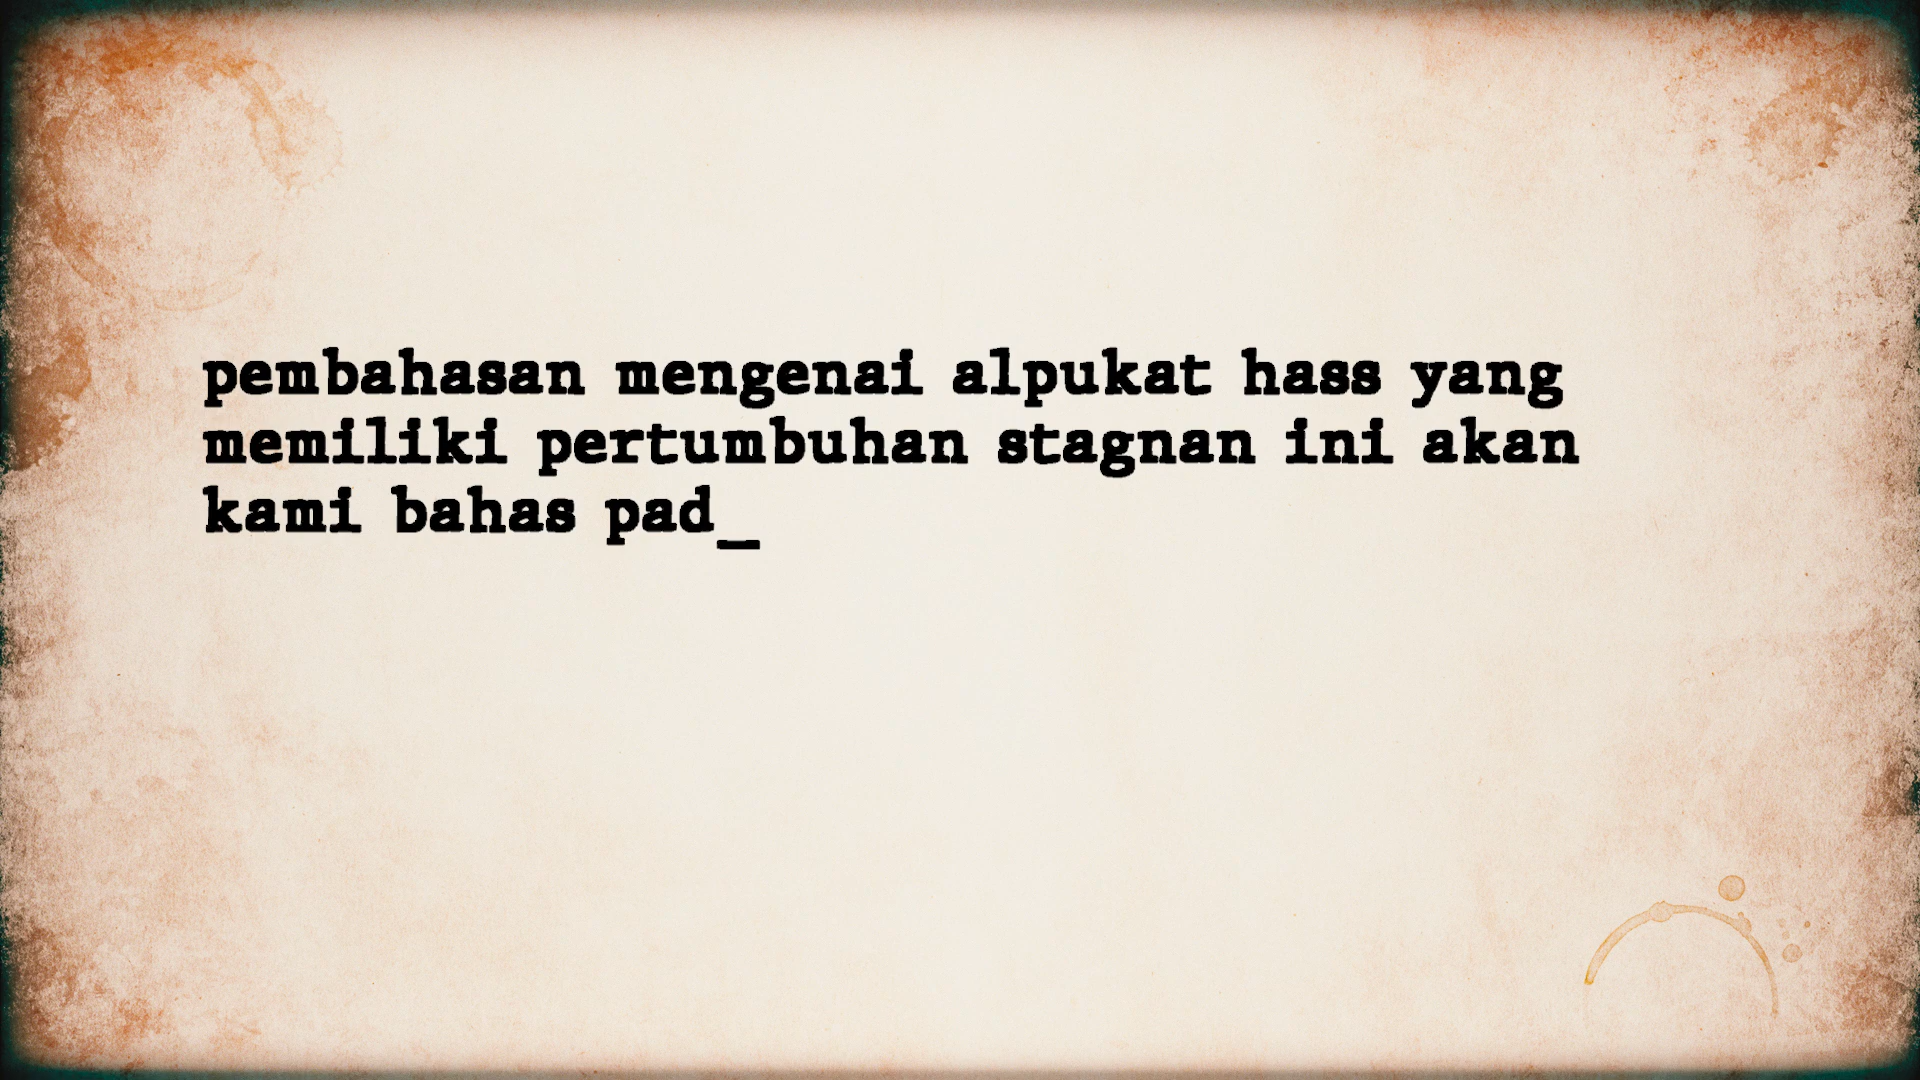 pembahasan mengenai alpukat hass yang
memiliki pertumbuhan stagnan ini akan
kami bahas pad_